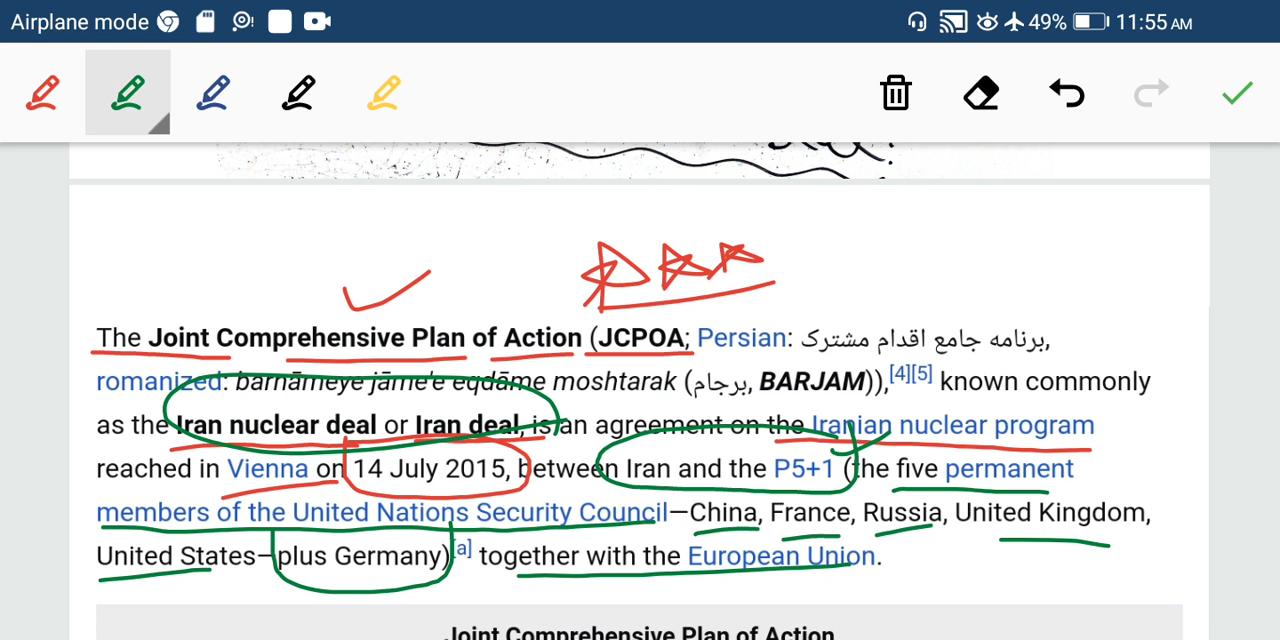 Airplane mode 49% 11:55 AM
The Joint Comprehensive Plan of Action (JCPOA; Persian: برنامه جامع اقدام مشترک,
romanized: barnāmeye jāme'e eqdāme moshtarak (برجام, BARJAM)),[4][5] known commonly
as the Iran nuclear deal or Iran deal, is an agreement on the Iranian nuclear program
reached in Vienna on 14 July 2015, between Iran and the P5+1 (the five permanent
members of the United Nations Security Council—China, France, Russia, United Kingdom,
United States—plus Germany)[a] together with the European Union.
Joint Comprehensive Plan of Action